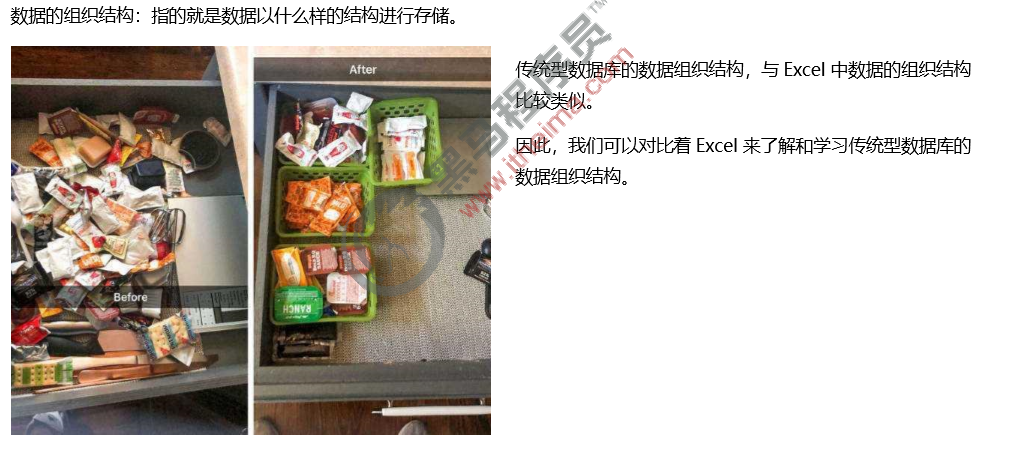 数据的组织结构：指的就是数据以什么样的结构进行存储。
After
传统型数据库的数据组织结构，与 Excel 中数据的组织结构
比较类似。
因此，我们可以对比着 Excel 来了解和学习传统型数据库的
数据组织结构。
Before
RANCH
黑马程序员™
www.itheima.com